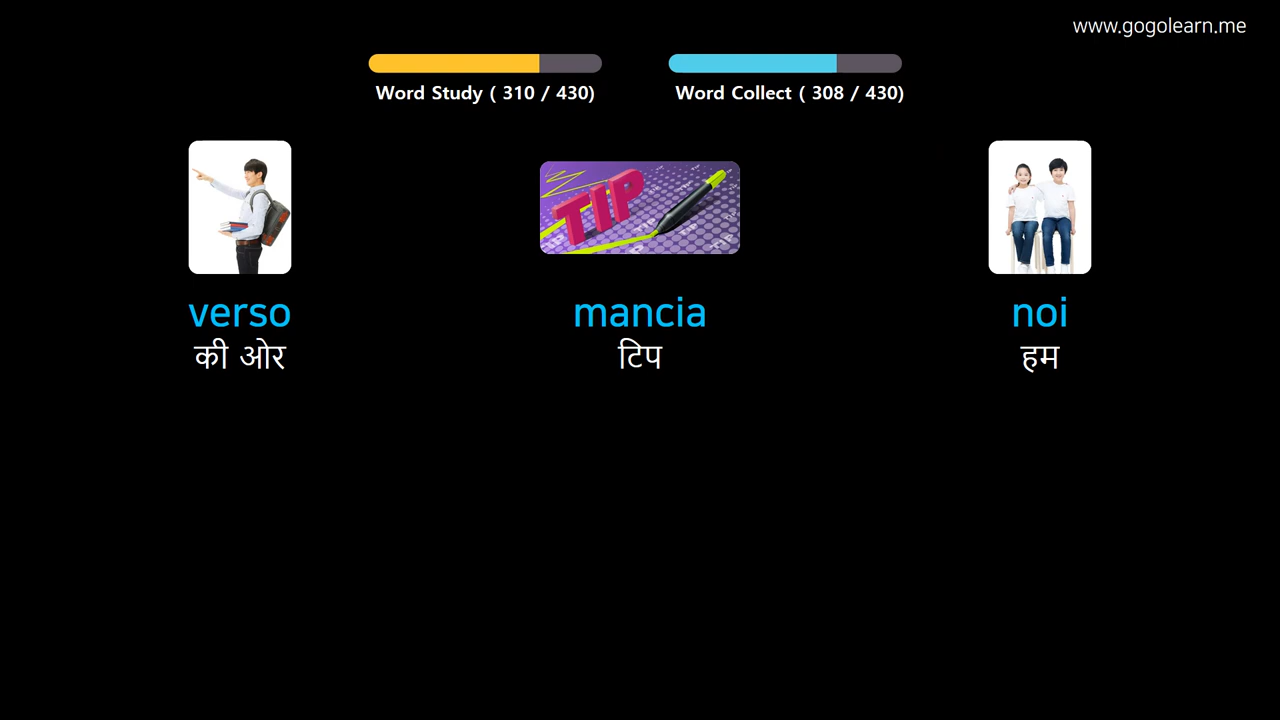 www.gogolearn.me
Word Study ( 310 / 430)
Word Collect ( 308 / 430)
TIP
verso
mancia
noi
की ओर
टिप
हम